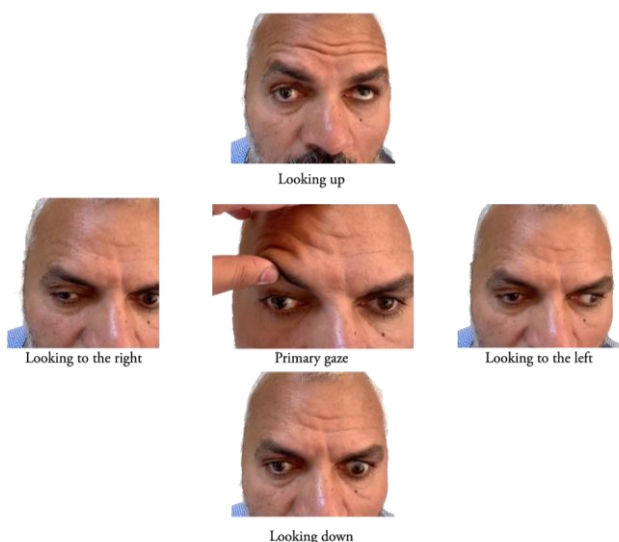 Looking up
Looking to the right
Primary gaze
Looking to the left
Looking down